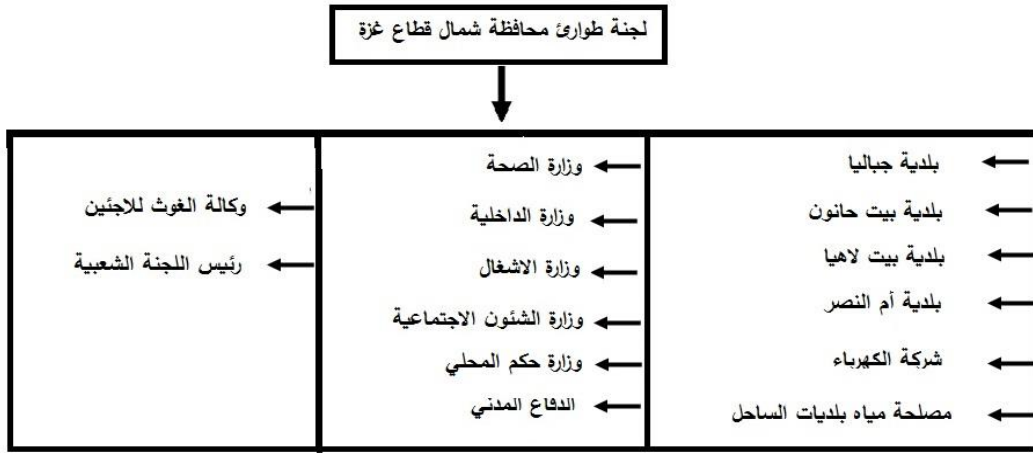 لجنة طوارئ محافظة شمال قطاع غزة
بلدية جباليا
بلدية بيت حانون
بلدية بيت لاهيا
بلدية أم النصر
شركة الكهرباء
مصلحة مياه بلديات الساحل
وزارة الصحة
وزارة الداخلية
وزارة الاشغال
وزارة الشئون الاجتماعية
وزارة حكم المحلي
الدفاع المدني
وكالة الغوث للاجئين
رئيس اللجنة الشعبية